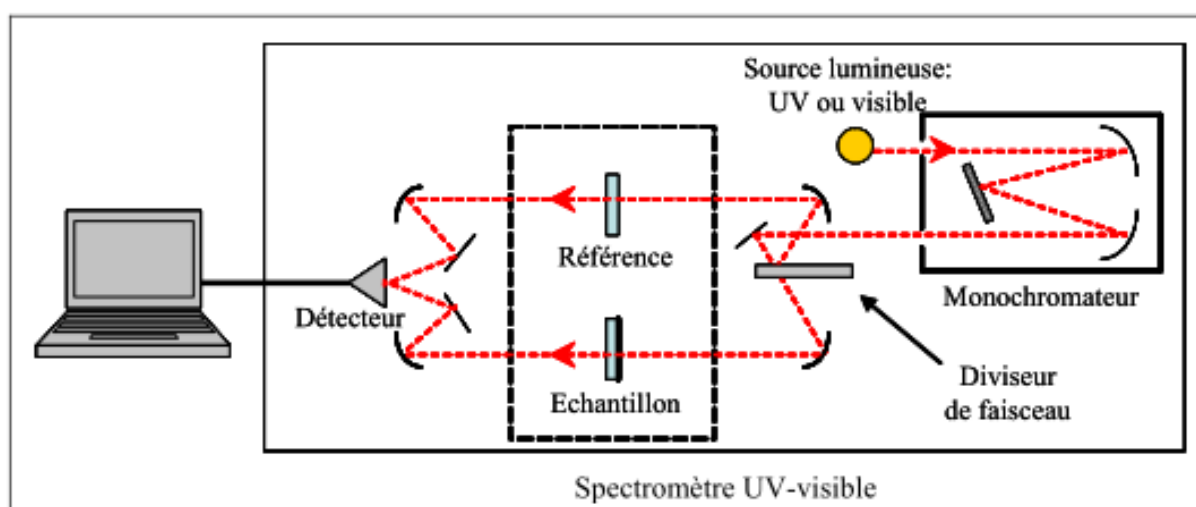 Source lumineuse:
UV ou visible
Référence
Monochromateur
Détecteur
Echantillon
Diviseur
de faisceau
Spectromètre UV-visible